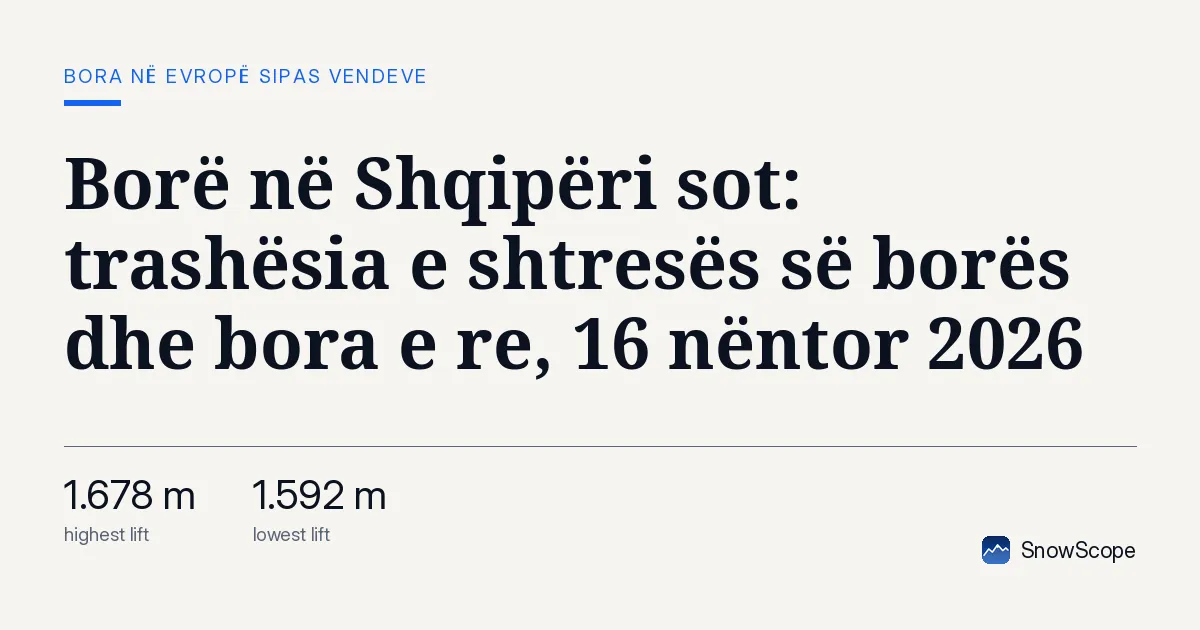 BORA NË EVROPË SIPAS VENDEVE
Borë në Shqipëri sot:
trashësia e shtresës së borës
dhe bora e re, 16 nëntor 2026
1.678 m
highest lift
1.592 m
lowest lift
SnowScope